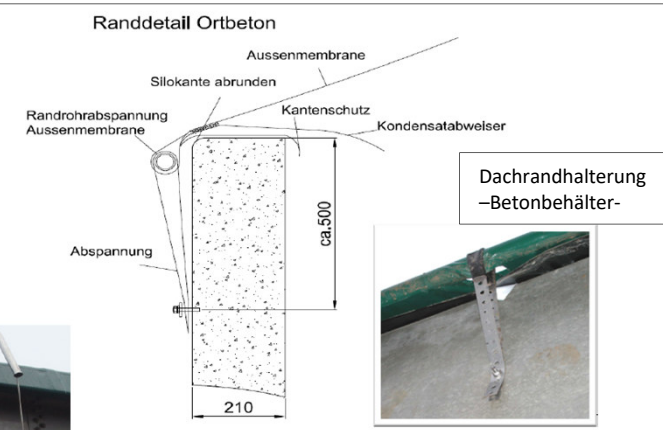 Randdetail Ortbeton
Aussenmembrane
Silokante abrunden
Kantenschutz
Randrohrabspannung
Aussenmembrane
Kondensatabweiser
Dachrandhalterung
–Betonbehälter-
ca.500
Abspannung
210